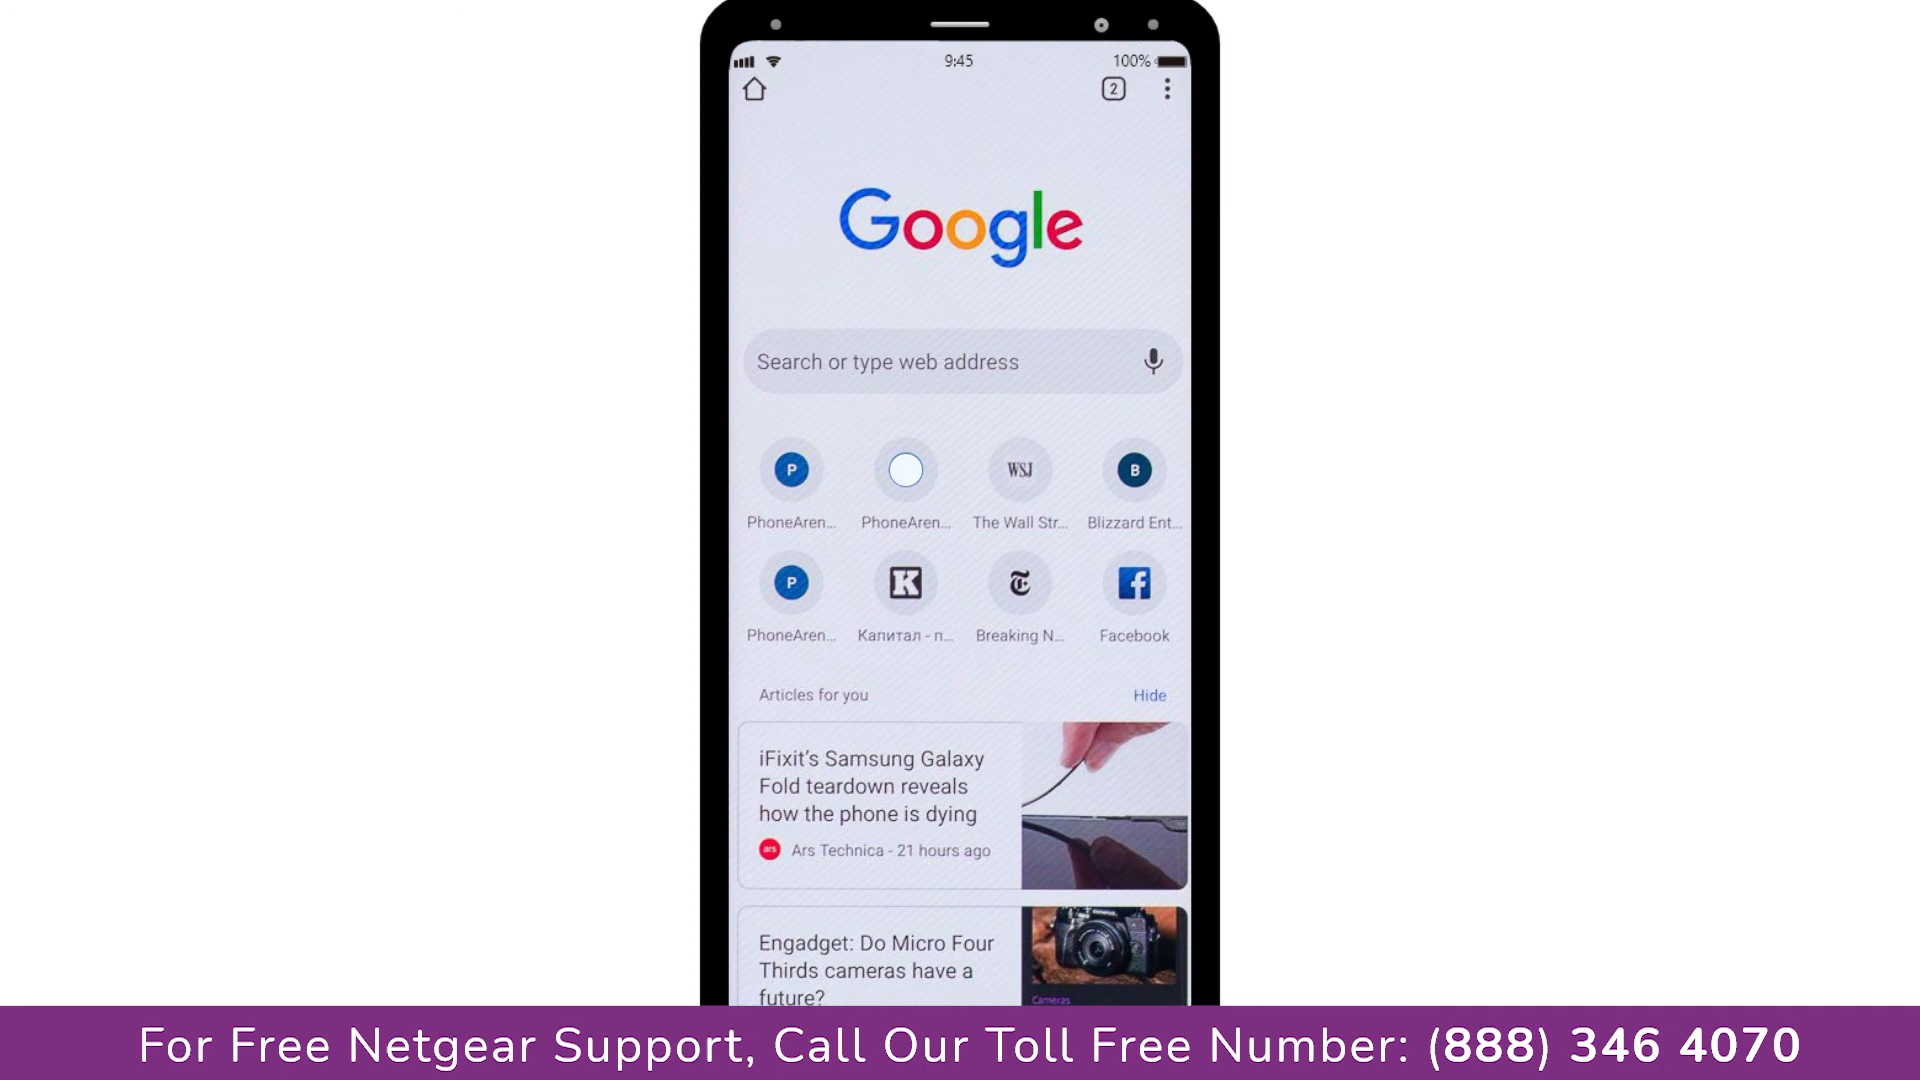 9:45
100%
2
Google
Search or type web address
P
WSJ
B
PhoneAren...
PhoneAren...
The Wall Str...
Blizzard Ent...
P
K
T
f
PhoneAren...
Капитал - п...
Breaking N...
Facebook
Articles for you
Hide
iFixit's Samsung Galaxy
Fold teardown reveals
how the phone is dying
ars
Ars Technica - 21 hours ago
Engadget: Do Micro Four
Thirds cameras have a
future?
OLYMPUS
Cameras
For Free Netgear Support, Call Our Toll Free Number: (888) 346 4070